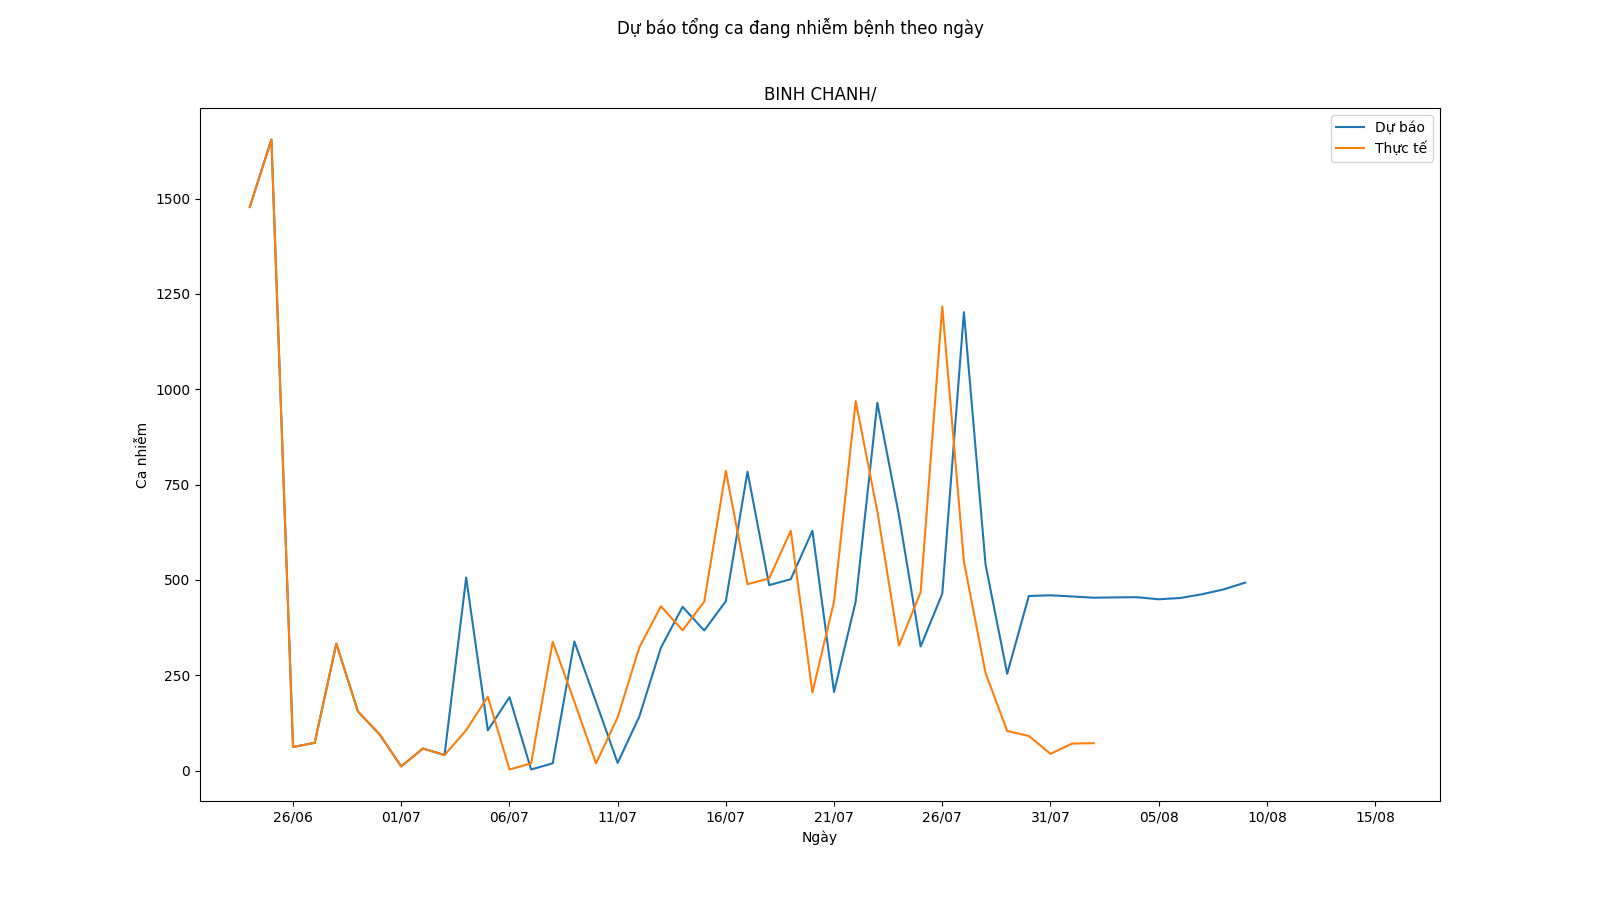 Dự báo tổng ca đang nhiễm bệnh theo ngày
BINH CHANH/
Dự báo
Thực tế
1500
1250
1000
750
500
250
0
Ca nhiễm
26/06 01/07 06/07 11/07 16/07 21/07 26/07 31/07 05/08 10/08 15/08
Ngày